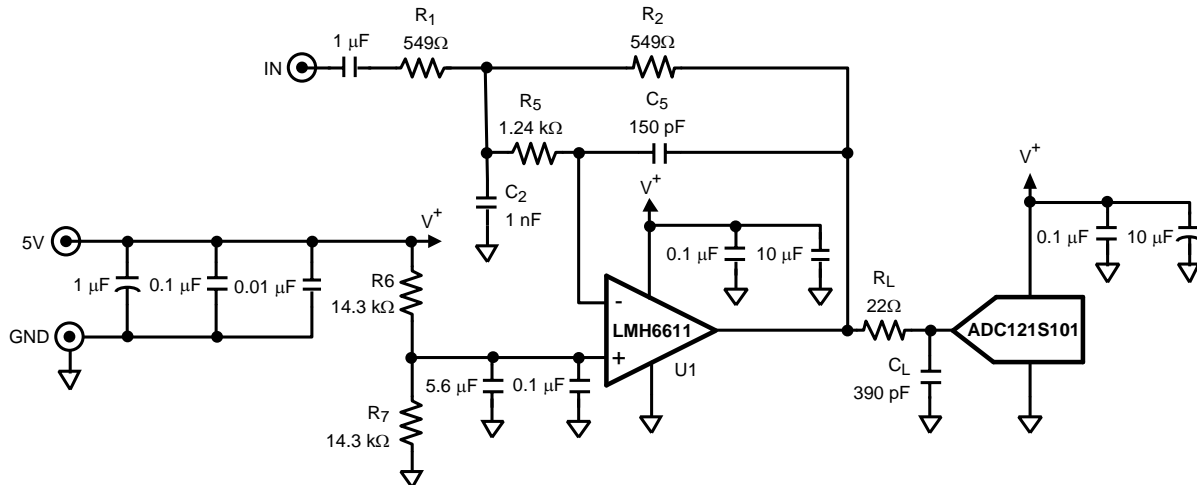 R1
549Ω
R2
549Ω
1 μF
IN
R5
1.24 kΩ
C5
150 pF
C2
1 nF
V+
V+
V+
5V
0.1 μF
10 μF
0.1 μF
10 μF
1 μF
0.1 μF
0.01 μF
R6
14.3 kΩ
RL
22Ω
GND
-
LMH6611
+
U1
ADC121S101
CL
390 pF
5.6 μF
0.1 μF
R7
14.3 kΩ